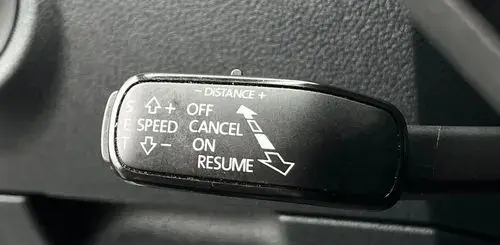 - DISTANCE +
S + OFF
E SPEED CANCEL
T - ON
RESUME